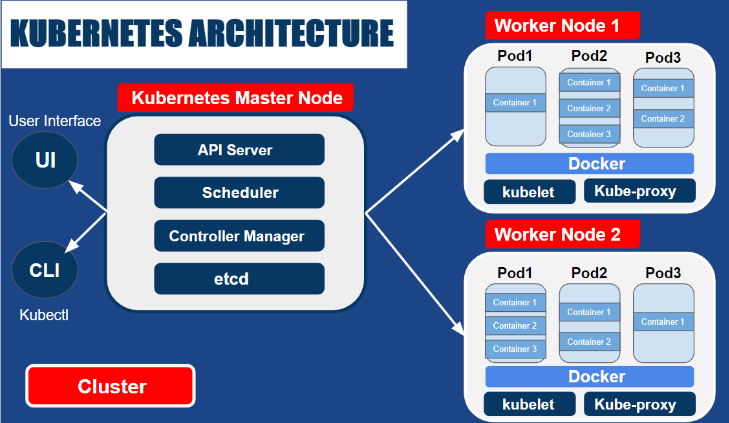 KUBERNETES ARCHITECTURE
Kubernetes Master Node
User Interface
UI
CLI
Kubectl
API Server
Scheduler
Controller Manager
etcd
Cluster
Worker Node 1
Pod1
Pod2
Pod3
Container 1
Container 1
Container 2
Container 3
Container 1
Container 2
Docker
kubelet
Kube-proxy
Worker Node 2
Pod1
Pod2
Pod3
Container 1
Container 2
Container 3
Container 1
Container 2
Container 1
Docker
kubelet
Kube-proxy